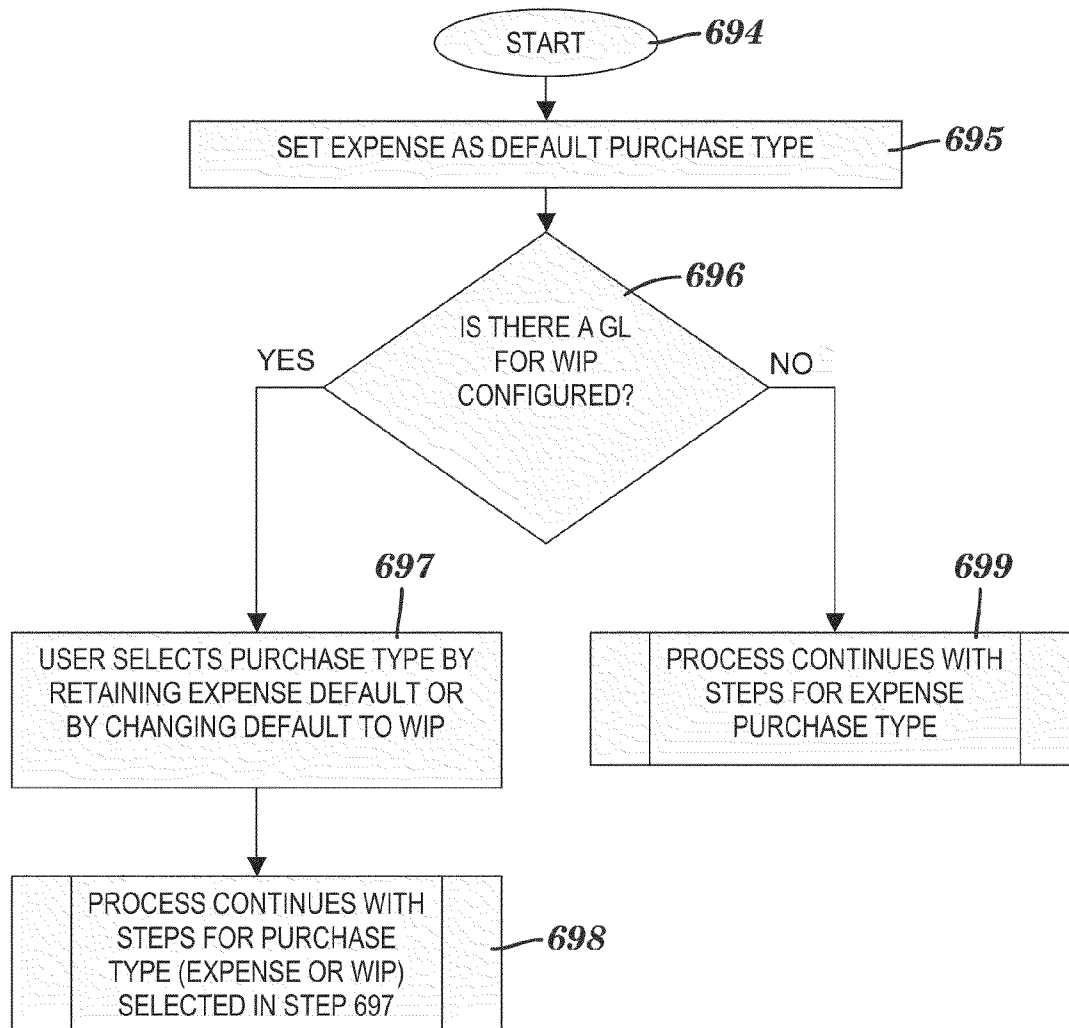 START
694
SET EXPENSE AS DEFAULT PURCHASE TYPE
695
696
IS THERE A GL
FOR WIP
CONFIGURED?
YES
NO
697
USER SELECTS PURCHASE TYPE BY
RETAINING EXPENSE DEFAULT OR
BY CHANGING DEFAULT TO WIP
699
PROCESS CONTINUES WITH
STEPS FOR EXPENSE
PURCHASE TYPE
PROCESS CONTINUES WITH
STEPS FOR PURCHASE
TYPE (EXPENSE OR WIP)
SELECTED IN STEP 697
698